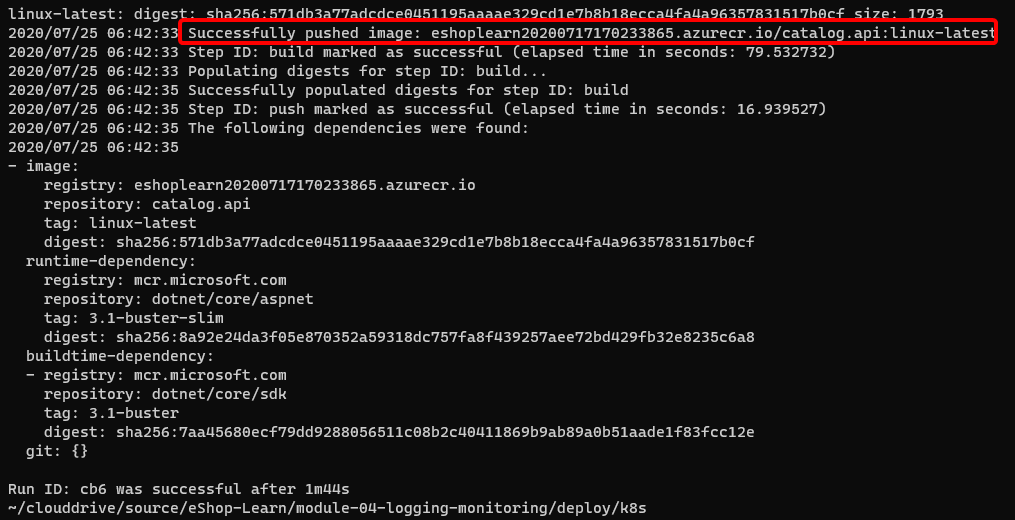 linux-latest: digest: sha256:571db3a77adcdce0451195aaaae329cd1e7b8b18ecca4fa4a96357831517b0cf size: 1793
2020/07/25 06:42:33 Successfully pushed image: eshoplearn20200717170233865.azurecr.io/catalog.api:linux-latest
2020/07/25 06:42:33 Step ID: build marked as successful (elapsed time in seconds: 79.532732)
2020/07/25 06:42:33 Populating digests for step ID: build...
2020/07/25 06:42:35 Successfully populated digests for step ID: build
2020/07/25 06:42:35 Step ID: push marked as successful (elapsed time in seconds: 16.939527)
2020/07/25 06:42:35 The following dependencies were found:
2020/07/25 06:42:35
- image:
    registry: eshoplearn20200717170233865.azurecr.io
    repository: catalog.api
    tag: linux-latest
    digest: sha256:571db3a77adcdce0451195aaaae329cd1e7b8b18ecca4fa4a96357831517b0cf
  runtime-dependency:
    registry: mcr.microsoft.com
    repository: dotnet/core/aspnet
    tag: 3.1-buster-slim
    digest: sha256:8a92e24da3f05e870352a59318dc757fa8f439257aee72bd429fb32e8235c6a8
  buildtime-dependency:
  - registry: mcr.microsoft.com
    repository: dotnet/core/sdk
    tag: 3.1-buster
    digest: sha256:7aa45680ecf79dd9288056511c08b2c40411869b9ab89a0b51aade1f83fcc12e
  git: {}

Run ID: cb6 was successful after 1m44s
~/clouddrive/source/eShop-Learn/module-04-logging-monitoring/deploy/k8s